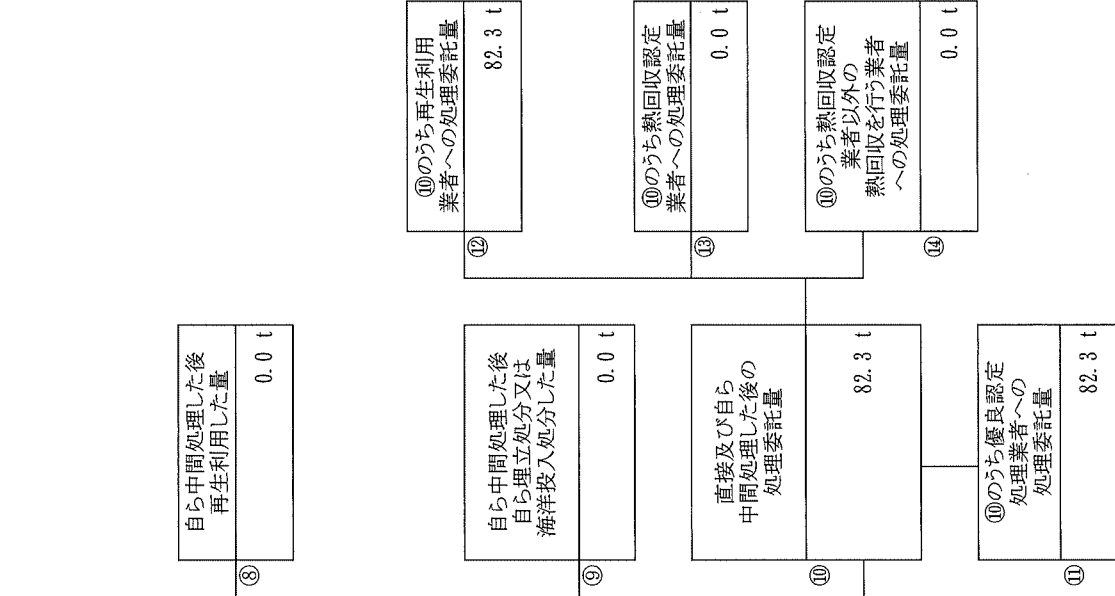 自ら中間処理した後
再生利用した量
0.0 t
⑧
自ら中間処理した後
自ら埋立処分又は
海洋投入処分した量
0.0 t
⑨
直接及び自ら
中間処理した後の
処理委託量
82.3 t
⑩
⑩のうち優良認定
処理業者への
処理委託量
82.3 t
⑪
⑩のうち再生利用
業者への処理委託量
82.3 t
⑫
⑩のうち熱回収認定
業者への処理委託量
0.0 t
⑬
⑩のうち熱回収認定
業者以外の
熱回収を行う業者
への処理委託量
0.0 t
⑭